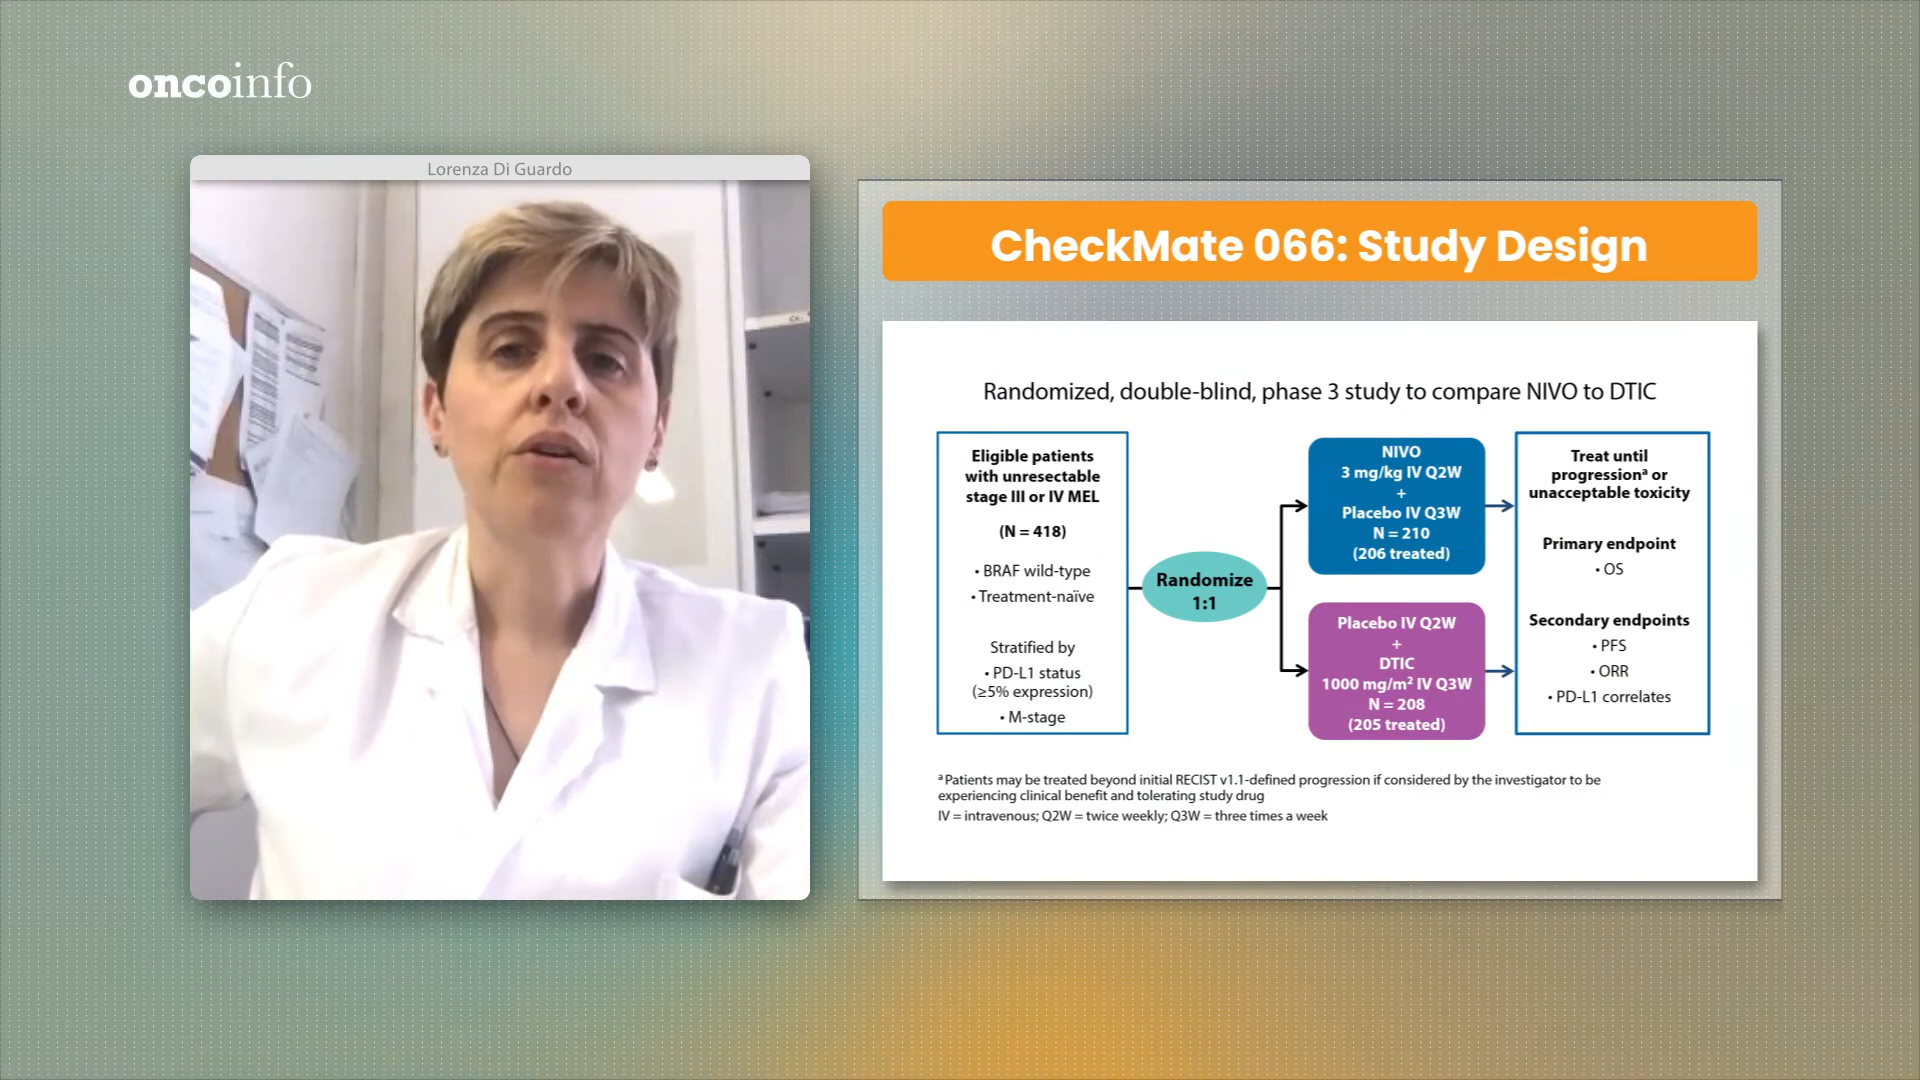 oncoinfo
Lorenza Di Guardo
CheckMate 066: Study Design
Randomized, double-blind, phase 3 study to compare NIVO to DTIC
Eligible patients
with unresectable
stage III or IV MEL
(N = 418)
• BRAF wild-type
• Treatment-naïve
Stratified by
• PD-L1 status
(≥5% expression)
• M-stage
Randomize
1:1
NIVO
3 mg/kg IV Q2W
+
Placebo IV Q3W
N = 210
(206 treated)
Placebo IV Q2W
+
DTIC
1000 mg/m² IV Q3W
N = 208
(205 treated)
Treat until
progressionᵃ or
unacceptable toxicity
Primary endpoint
• OS
Secondary endpoints
• PFS
• ORR
• PD-L1 correlates
ᵃ Patients may be treated beyond initial RECIST v1.1-defined progression if considered by the investigator to be
experiencing clinical benefit and tolerating study drug
IV = intravenous; Q2W = twice weekly; Q3W = three times a week